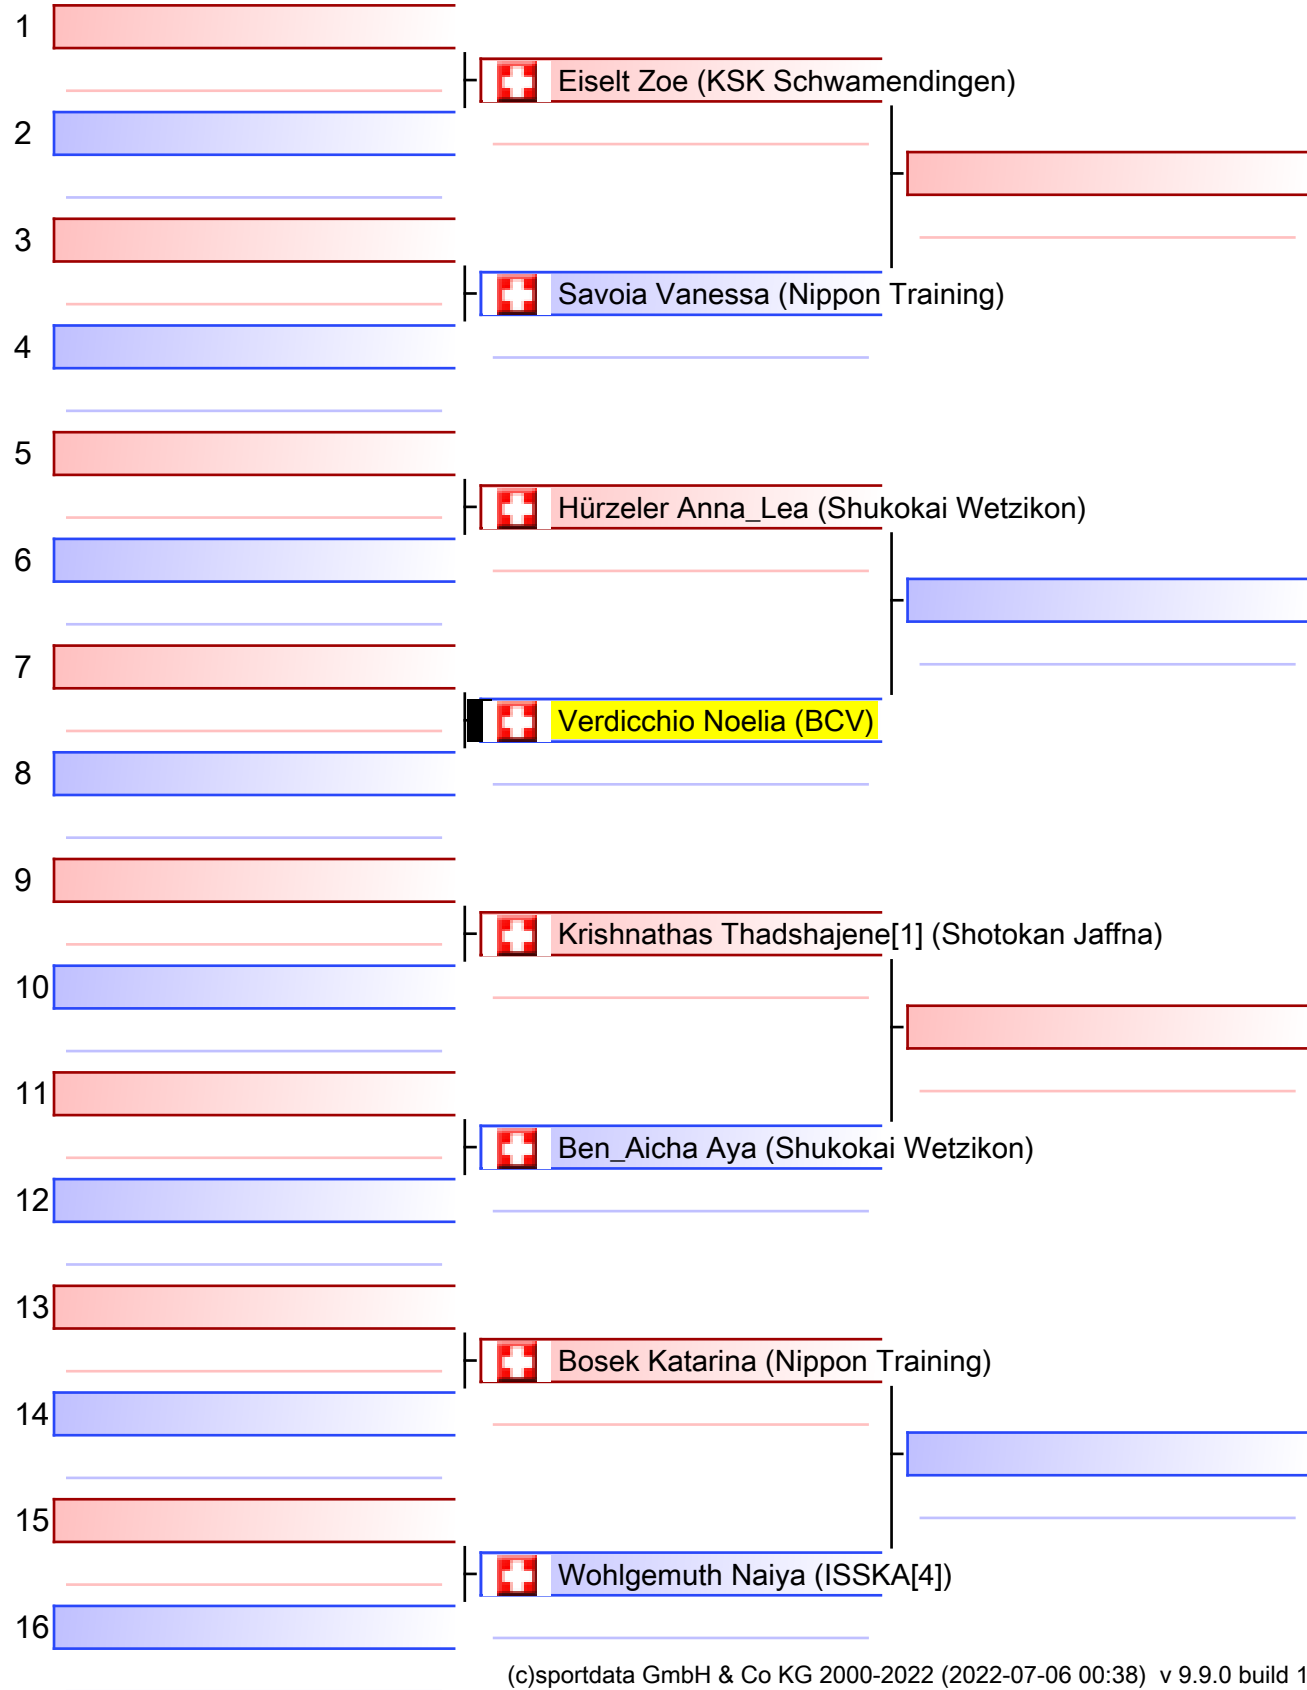 1
Eiselt Zoe (KSK Schwamendingen)
2
3
Savoia Vanessa (Nippon Training)
4
5
Hürzeler Anna_Lea (Shukokai Wetzikon)
6
7
Verdicchio Noelia (BCV)
8
9
Krishnathas Thadshajene[1] (Shotokan Jaffna)
10
11
Ben_Aicha Aya (Shukokai Wetzikon)
12
13
Bosek Katarina (Nippon Training)
14
15
Wohlgemuth Naiya (ISSKA[4])
16
(c)sportdata GmbH & Co KG 2000-2022 (2022-07-06 00:38) v 9.9.0 build 1